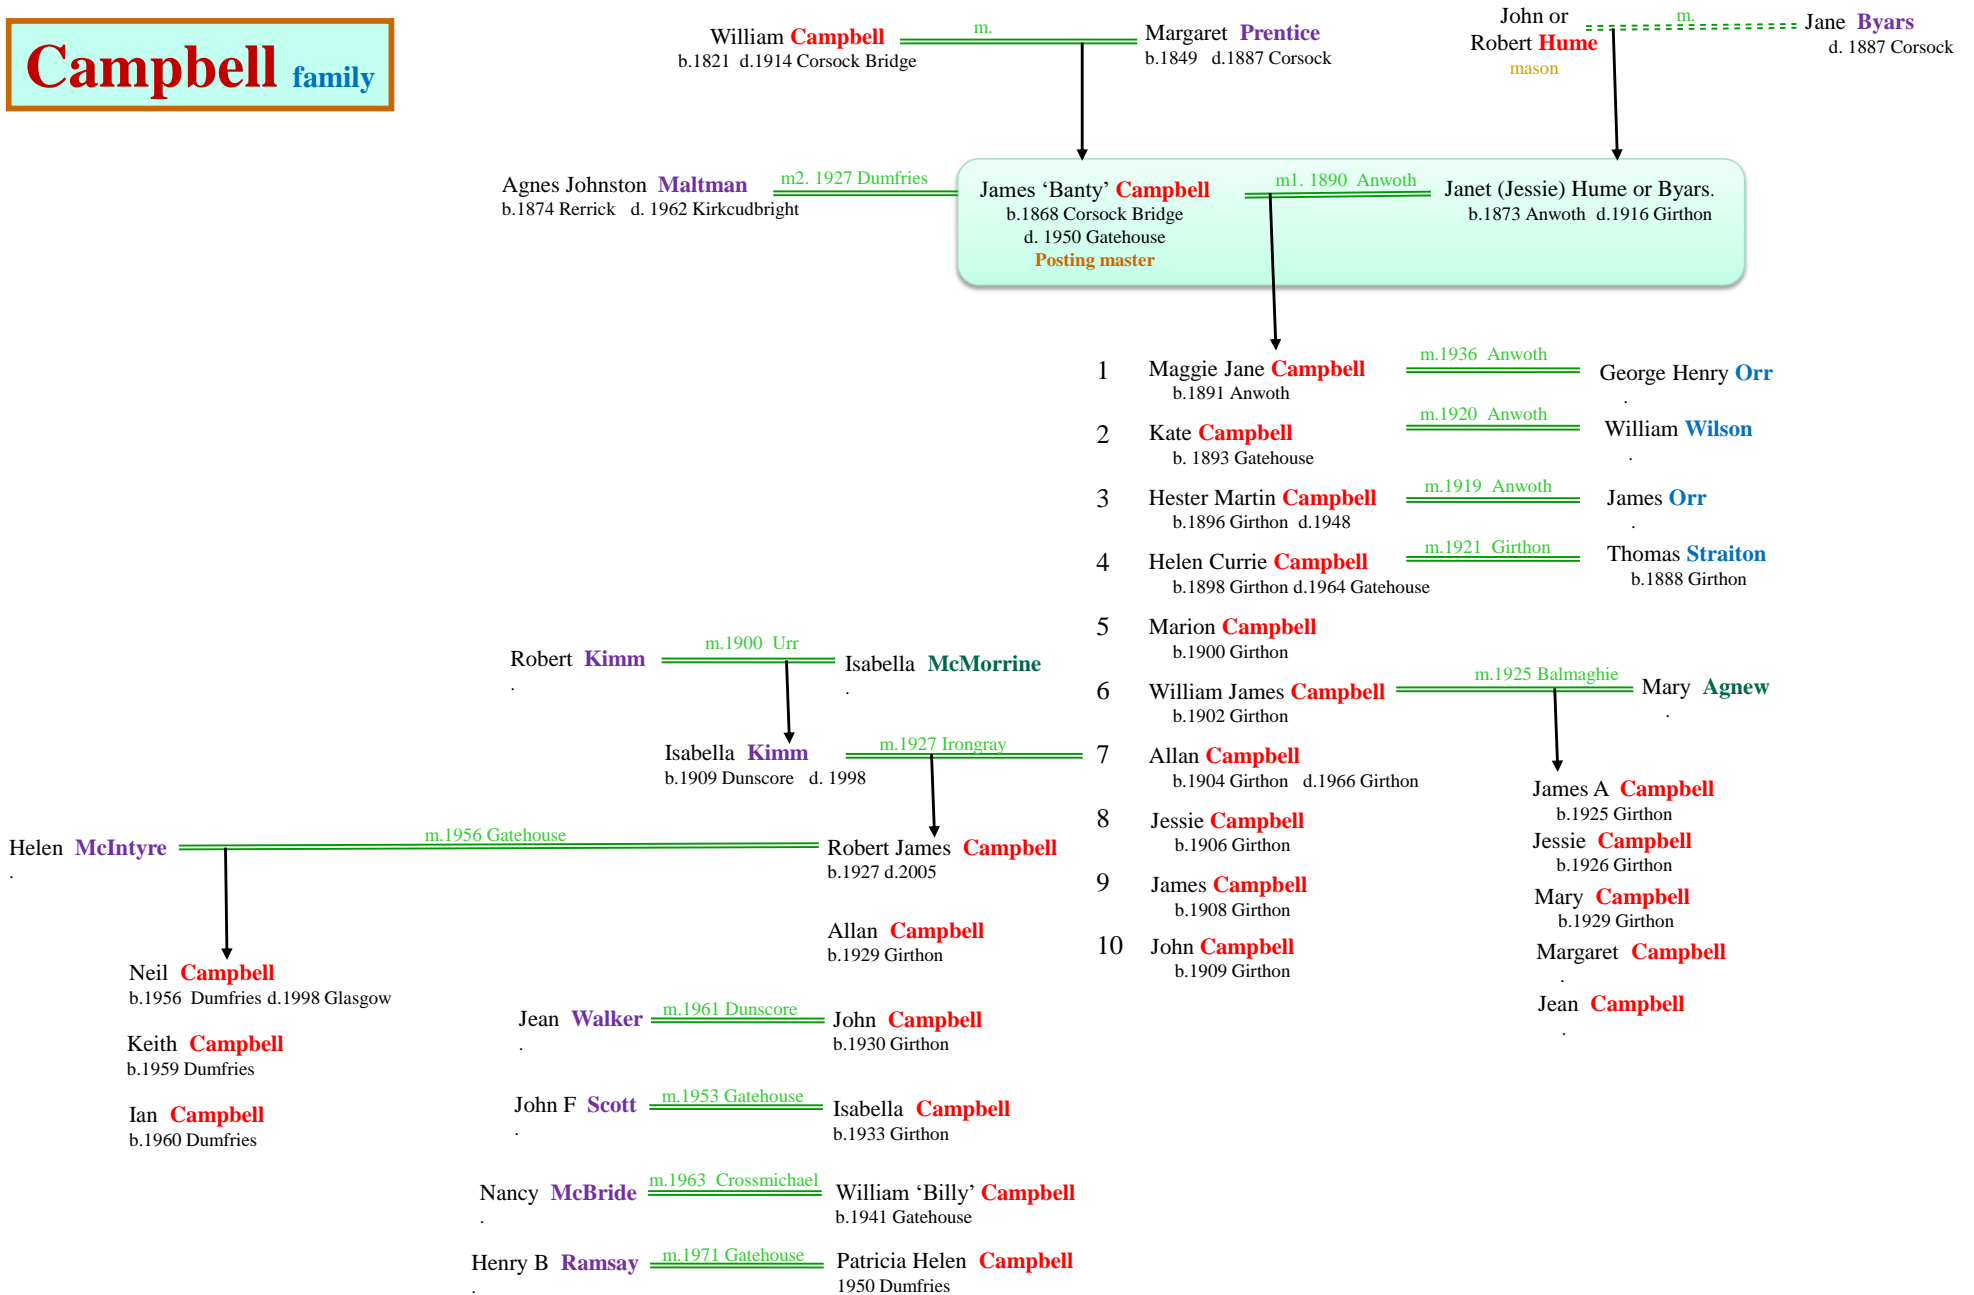 Campbell family
William Campbell
b.1821 d.1914 Corsock Bridge
m.
Margaret Prentice
b.1849 d.1887 Corsock
John or
Robert Hume
mason
m.
Jane Byars
d. 1887 Corsock
Agnes Johnston Maltman
b.1874 Rerrick d. 1962 Kirkcudbright
m2. 1927 Dumfries
James ‘Banty’ Campbell
b.1868 Corsock Bridge
d. 1950 Gatehouse
Posting master
m1. 1890 Anwoth
Janet (Jessie) Hume or Byars.
b.1873 Anwoth d.1916 Girthon
1 Maggie Jane Campbell
b.1891 Anwoth
m.1936 Anwoth
George Henry Orr
.
2 Kate Campbell
b. 1893 Gatehouse
m.1920 Anwoth
William Wilson
.
3 Hester Martin Campbell
b.1896 Girthon d.1948
m.1919 Anwoth
James Orr
.
4 Helen Currie Campbell
b.1898 Girthon d.1964 Gatehouse
m.1921 Girthon
Thomas Straiton
b.1888 Girthon
5 Marion Campbell
b.1900 Girthon
6 William James Campbell
b.1902 Girthon
m.1925 Balmaghie
Mary Agnew
.
7 Allan Campbell
b.1904 Girthon d.1966 Girthon
8 Jessie Campbell
b.1906 Girthon
9 James Campbell
b.1908 Girthon
10 John Campbell
b.1909 Girthon
James A Campbell
b.1925 Girthon
Jessie Campbell
b.1926 Girthon
Mary Campbell
b.1929 Girthon
Margaret Campbell
.
Jean Campbell
.
Robert Kimm
.
m.1900 Urr
Isabella McMorrine
.
Isabella Kimm
b.1909 Dunscore d. 1998
m.1927 Irongray
Helen McIntyre
.
m.1956 Gatehouse
Robert James Campbell
b.1927 d.2005
Allan Campbell
b.1929 Girthon
Neil Campbell
b.1956 Dumfries d.1998 Glasgow
Keith Campbell
b.1959 Dumfries
Ian Campbell
b.1960 Dumfries
Jean Walker
.
m.1961 Dunscore
John Campbell
b.1930 Girthon
John F Scott
.
m.1953 Gatehouse
Isabella Campbell
b.1933 Girthon
Nancy McBride
.
m.1963 Crossmichael
William ‘Billy’ Campbell
b.1941 Gatehouse
Henry B Ramsay
.
m.1971 Gatehouse
Patricia Helen Campbell
1950 Dumfries